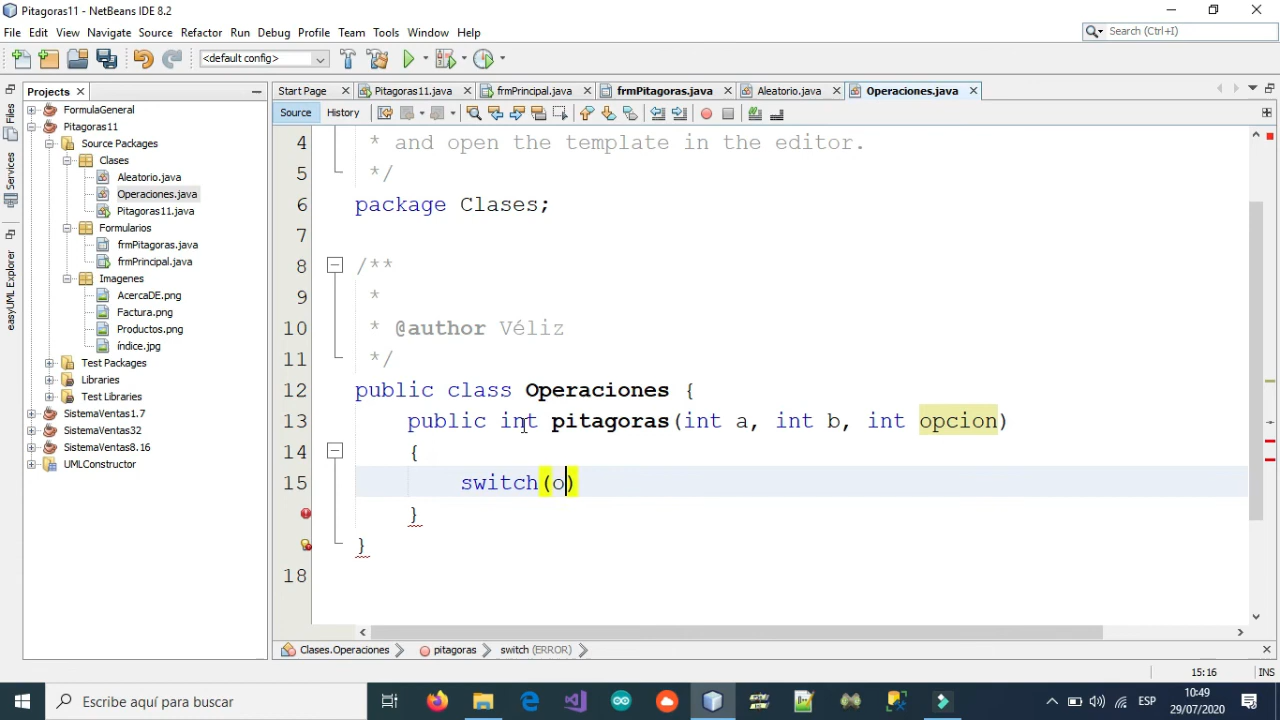 Pitagoras11 - NetBeans IDE 8.2
File Edit View Navigate Source Refactor Run Debug Profile Team Tools Window Help
Search (Ctrl+I)
<default config>
Projects
Start Page Pitagoras11.java frmPrincipal.java frmPitagoras.java Aleatorio.java Operaciones.java
Source History
Files
Services
easyUML Explorer
FormulaGeneral
Pitagoras11
Source Packages
Clases
Aleatorio.java
Operaciones.java
Pitagoras11.java
Formularios
frmPitagoras.java
frmPrincipal.java
Imagenes
AcercaDE.png
Factura.png
Productos.png
índice.jpg
Test Packages
Libraries
Test Libraries
SistemaVentas1.7
SistemaVentas32
SistemaVentas8.16
UMLConstructor
4 * and open the template in the editor.
5 */
6 package Clases;
7
8 /**
9 *
10 * @author Véliz
11 */
12 public class Operaciones {
13 public int pitagoras(int a, int b, int opcion)
14 {
15 switch(o)
}
}
18
Clases.Operaciones pitagoras switch (ERROR)
15:16 INS
Escribe aquí para buscar
ESP
10:49
29/07/2020